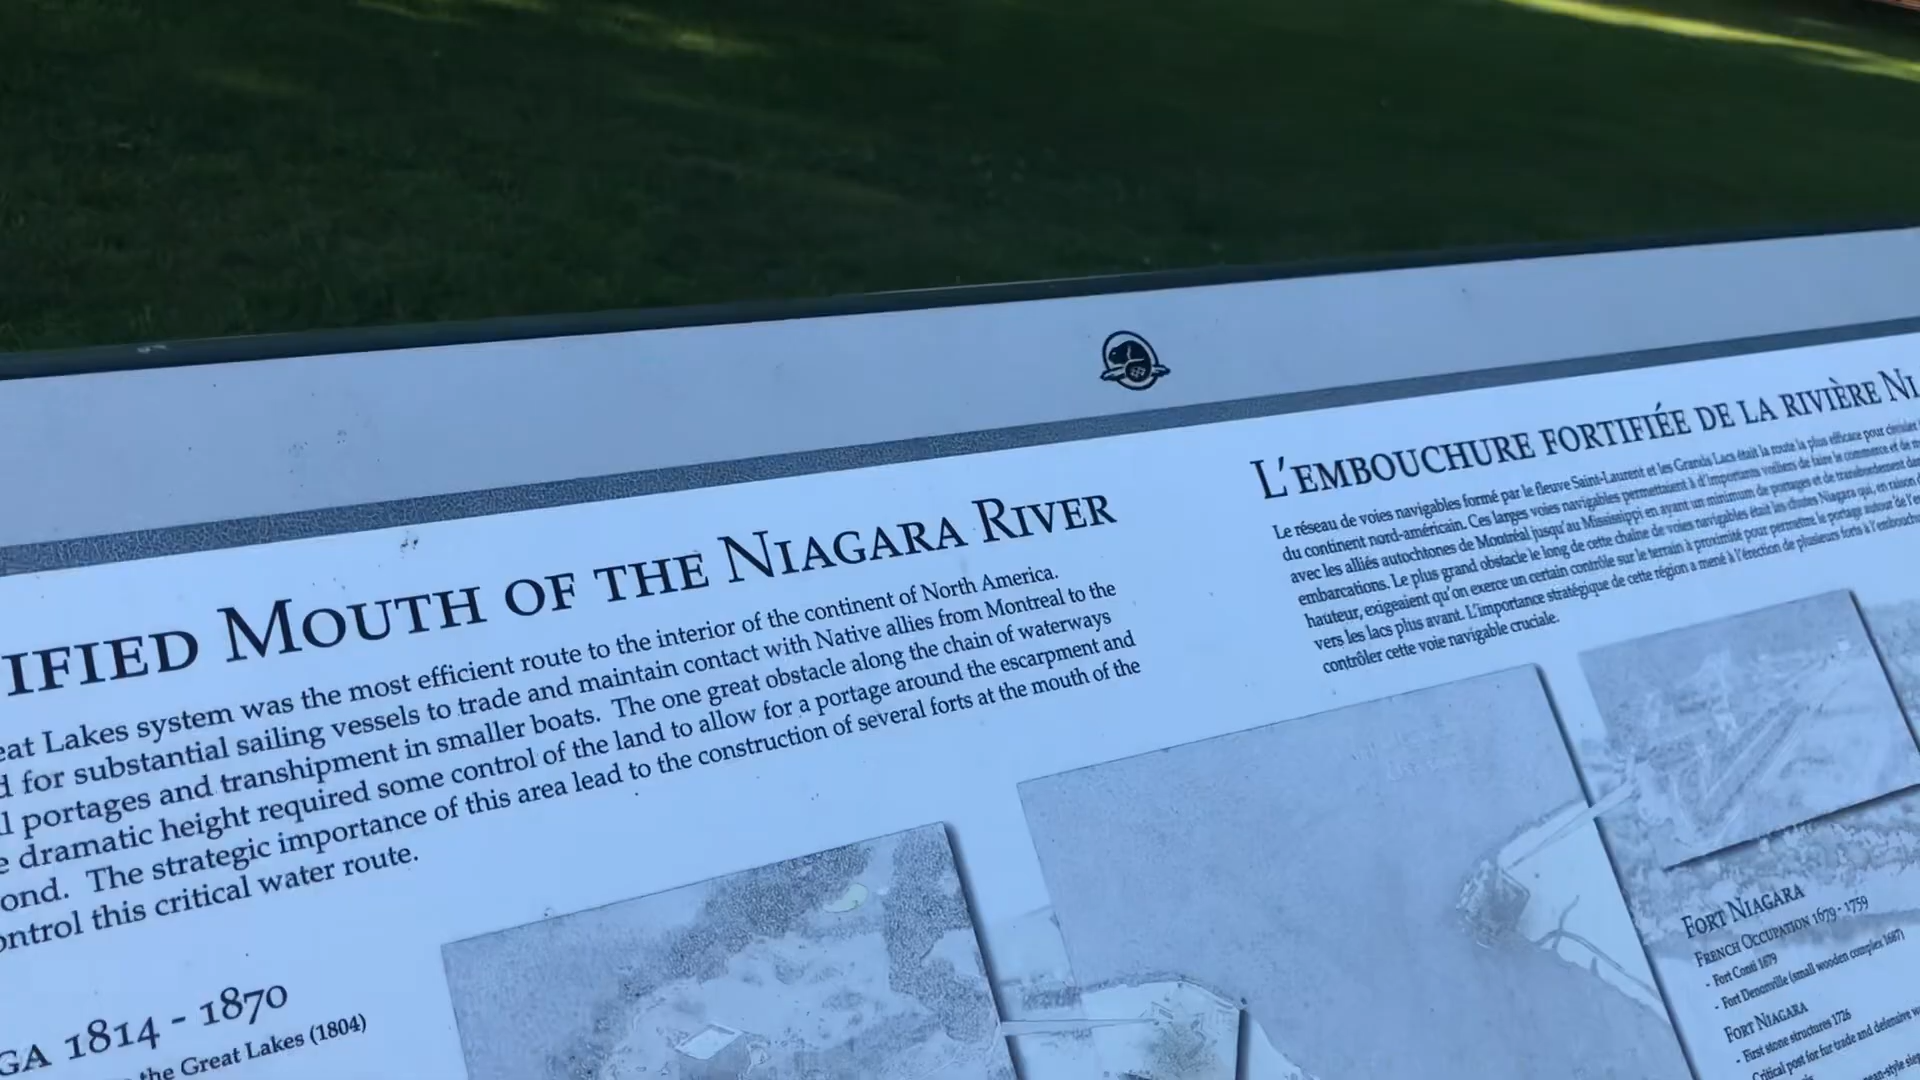 IFIED MOUTH OF THE NIAGARA RIVER
eat Lakes system was the most efficient route to the interior of the continent of North America.
d for substantial sailing vessels to trade and maintain contact with Native allies from Montreal to the
l portages and transhipment in smaller boats. The one great obstacle along the chain of waterways
e dramatic height required some control of the land to allow for a portage around the escarpment and
ond. The strategic importance of this area lead to the construction of several forts at the mouth of the
ontrol this critical water route.
GA 1814 - 1870
the Great Lakes (1804)
L'EMBOUCHURE FORTIFIÉE DE LA RIVIÈRE NI
Le réseau de voies navigables formé par le fleuve Saint-Laurent et les Grands Lacs était la route la plus efficace pour circuler
du continent nord-américain. Ces larges voies navigables permettaient à d'importants voiliers de faire le commerce et de
avec les alliés autochtones de Montréal jusqu'au Mississippi en ayant un minimum de portages et de transbordement dan
embarcations. Le plus grand obstacle le long de cette chaîne de voies navigables était les chutes Niagara qui, en raison
hauteur, exigeaient qu'on exerce un certain contrôle sur le terrain à proximité pour permettre le portage autour de l'es
vers les lacs plus avant. L'importance stratégique de cette région a mené à l'érection de plusieurs forts à l'embouchu
contrôler cette voie navigable cruciale.
FORT NIAGARA
FRENCH OCCUPATION 1679 - 1759
- Fort Conti 1679
- Fort Denonville (small wooden complex 1687)
FORT NIAGARA
- First stone structures 1726
- Critical post for fur trade and defensive w
ean-style sie